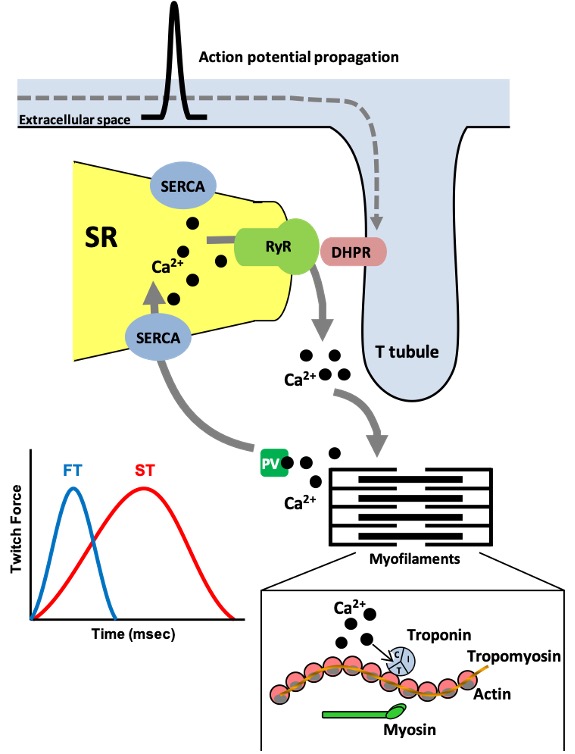 Action potential propagation
Extracellular space
SERCA
SR
RyR
DHPR
Ca2+
SERCA
T tubule
Ca2+
PV
Ca2+
FT
ST
Twitch Force
Time (msec)
Myofilaments
Ca2+
Troponin
C
I
T
Tropomyosin
Actin
Myosin